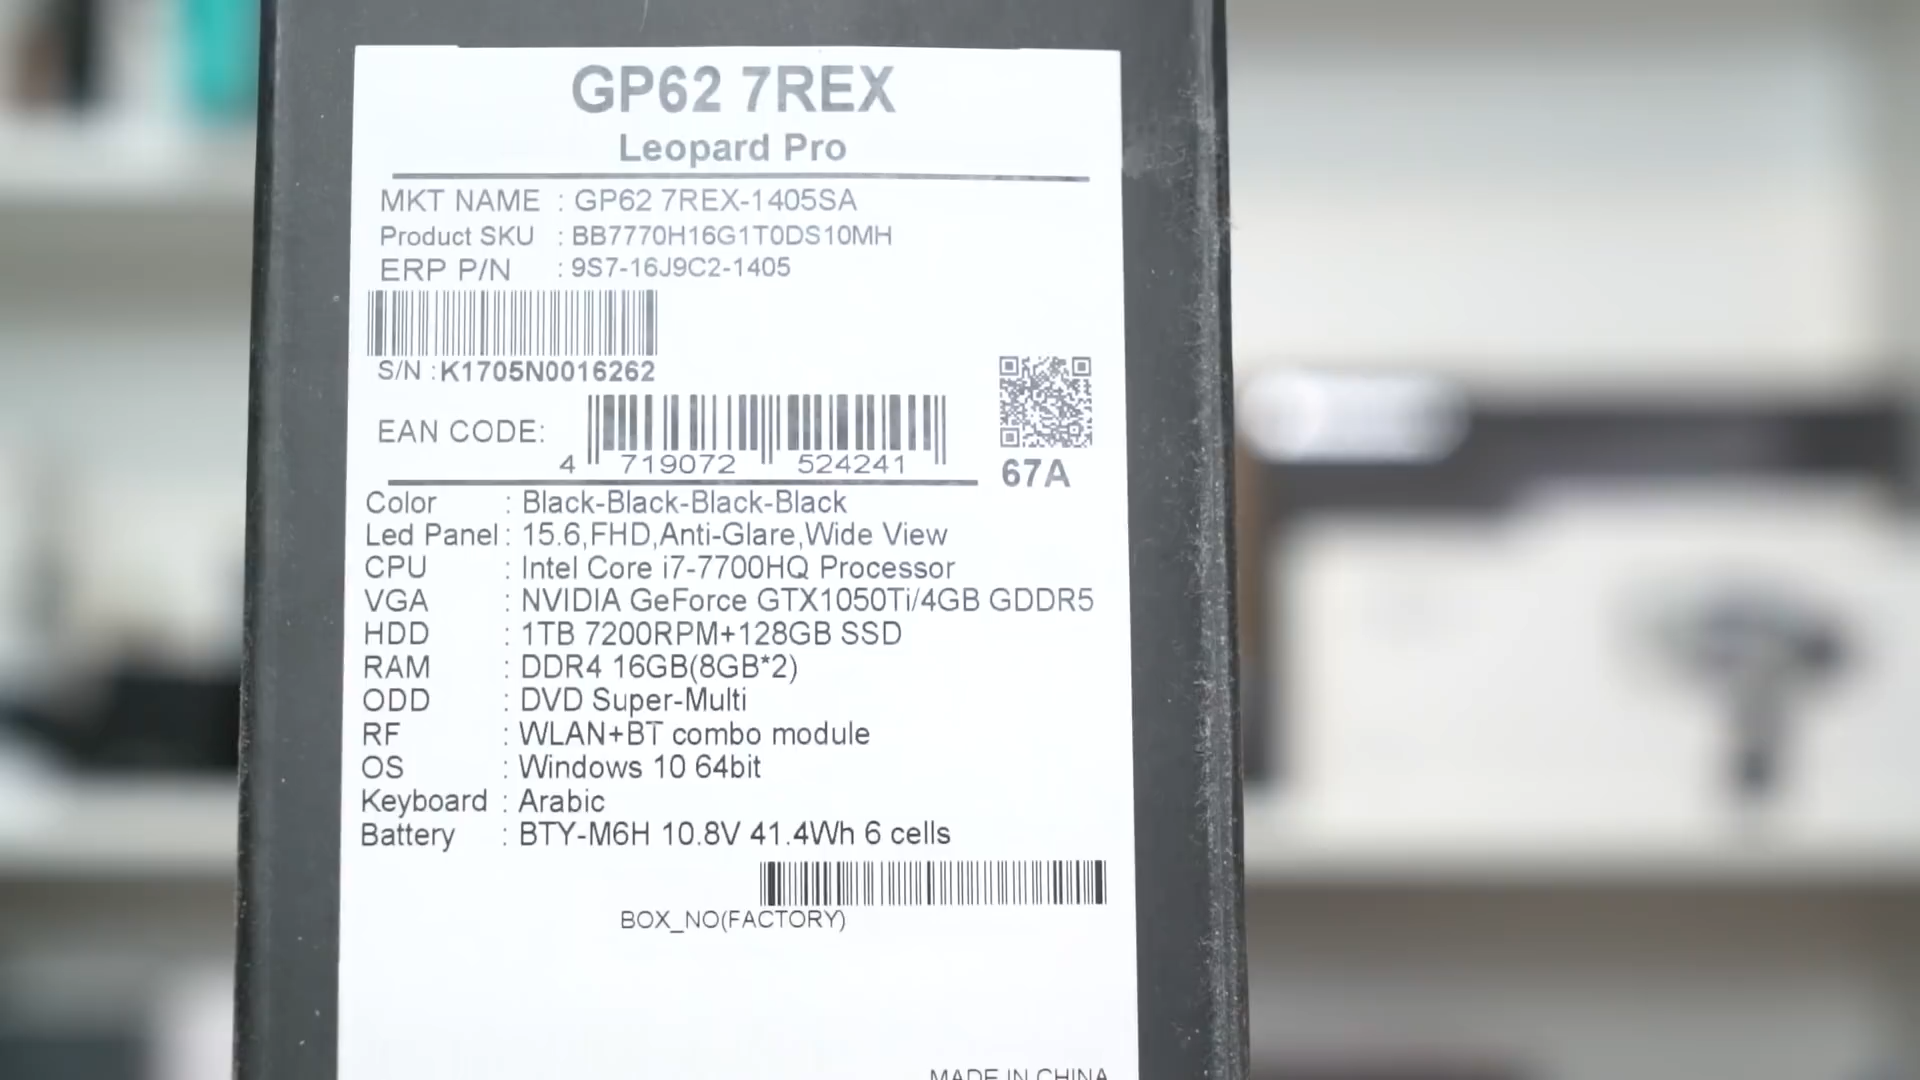 GP62 7REX
Leopard Pro
MKT NAME : GP62 7REX-1405SA
Product SKU : BB7770H16G1T0DS10MH
ERP P/N : 9S7-16J9C2-1405
S/N :K1705N0016262
EAN CODE:
4 719072 524241
67A
Color : Black-Black-Black-Black
Led Panel : 15.6,FHD,Anti-Glare,Wide View
CPU : Intel Core i7-7700HQ Processor
VGA : NVIDIA GeForce GTX1050Ti/4GB GDDR5
HDD : 1TB 7200RPM+128GB SSD
RAM : DDR4 16GB(8GB*2)
ODD : DVD Super-Multi
RF : WLAN+BT combo module
OS : Windows 10 64bit
Keyboard : Arabic
Battery : BTY-M6H 10.8V 41.4Wh 6 cells
BOX_NO(FACTORY)
MADE IN CHINA